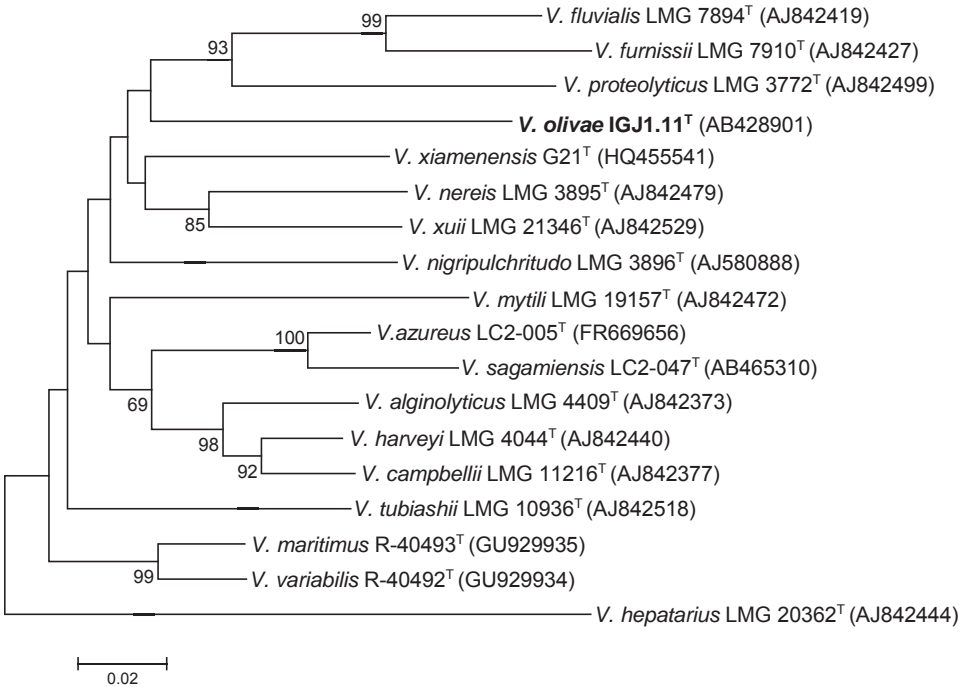 99
V. fluvialis LMG 7894ᵀ (AJ842419)
93
V. furnissii LMG 7910ᵀ (AJ842427)
V. proteolyticus LMG 3772ᵀ (AJ842499)
V. olivae IGJ1.11ᵀ (AB428901)
V. xiamenensis G21ᵀ (HQ455541)
V. nereis LMG 3895ᵀ (AJ842479)
85
V. xuii LMG 21346ᵀ (AJ842529)
V. nigripulchritudo LMG 3896ᵀ (AJ580888)
V. mytili LMG 19157ᵀ (AJ842472)
100
V.azureus LC2-005ᵀ (FR669656)
V. sagamiensis LC2-047ᵀ (AB465310)
69
V. alginolyticus LMG 4409ᵀ (AJ842373)
98
V. harveyi LMG 4044ᵀ (AJ842440)
92
V. campbellii LMG 11216ᵀ (AJ842377)
V. tubiashii LMG 10936ᵀ (AJ842518)
V. maritimus R-40493ᵀ (GU929935)
99
V. variabilis R-40492ᵀ (GU929934)
V. hepatarius LMG 20362ᵀ (AJ842444)
0.02